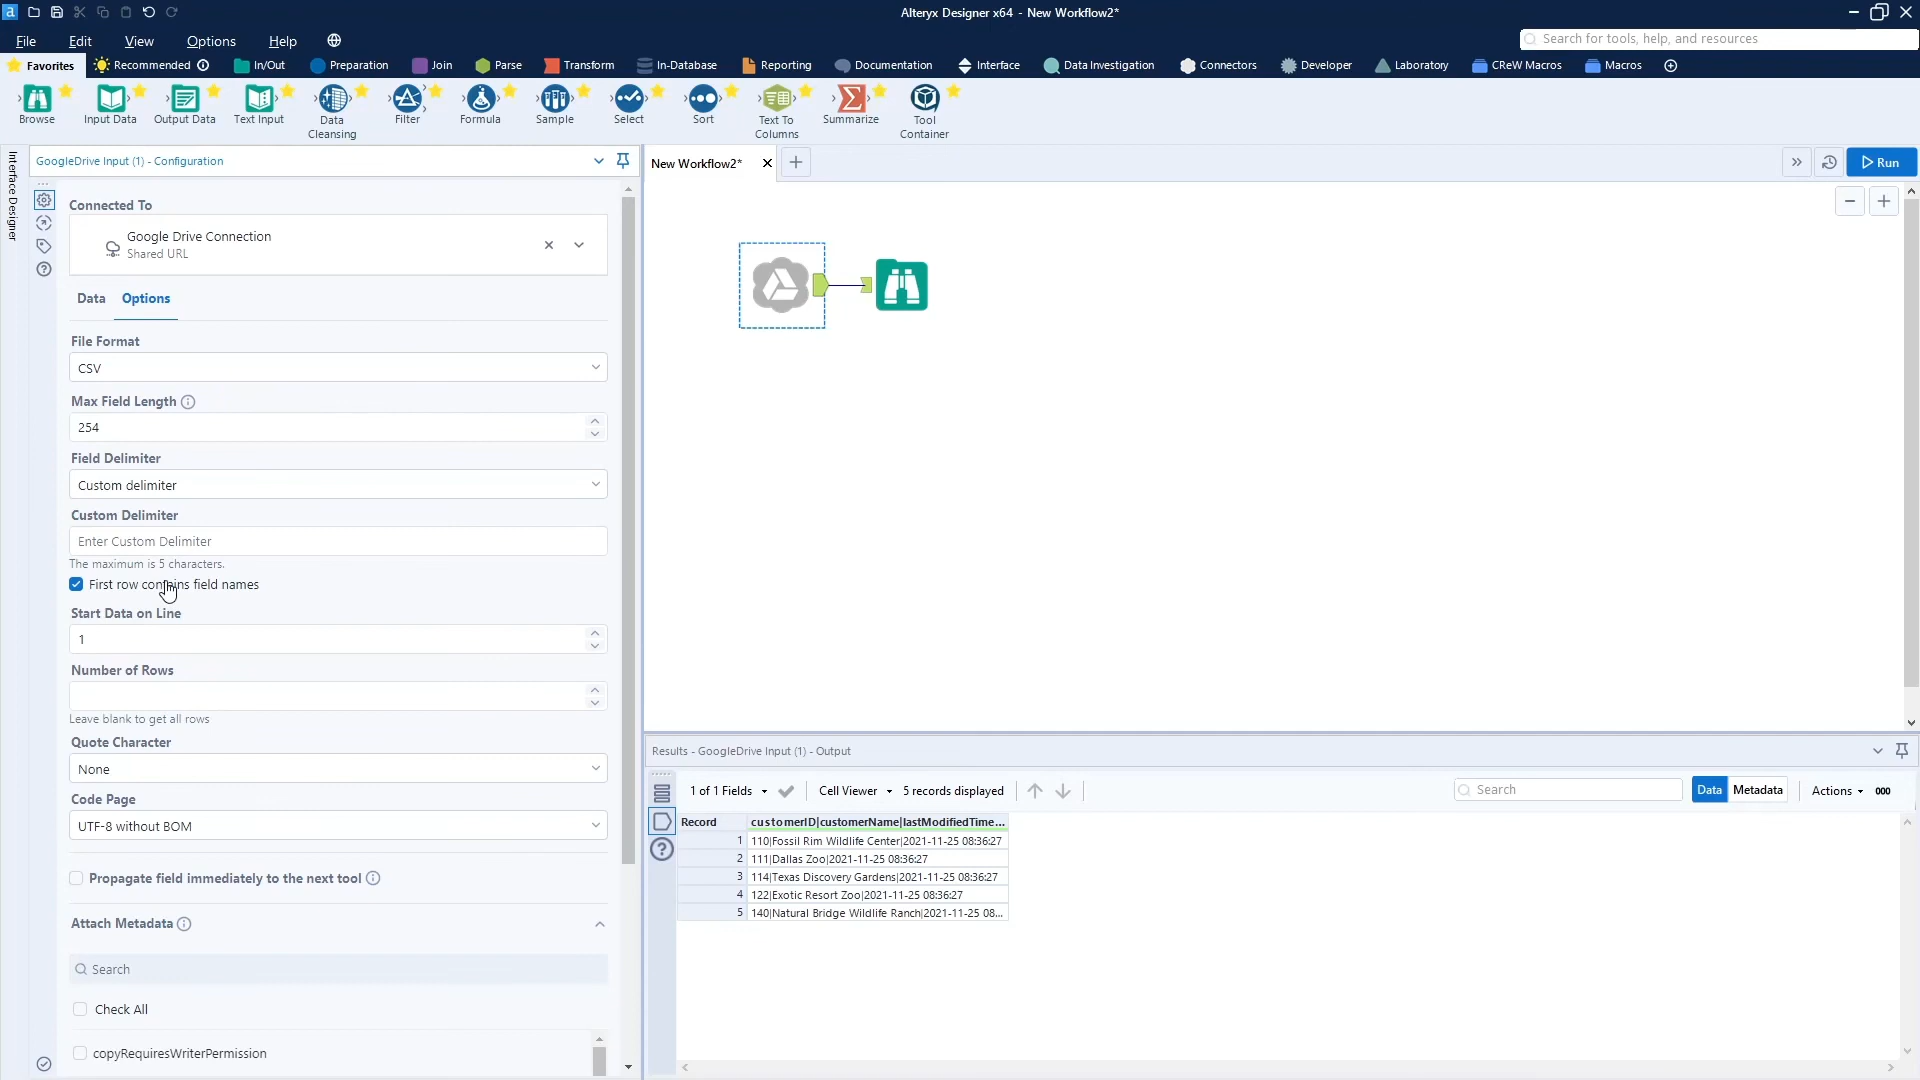 Alteryx Designer x64 - New Workflow2*
File Edit View Options Help
Search for tools, help, and resources
Favorites Recommended In/Out Preparation Join Parse Transform In-Database Reporting Documentation Interface Data Investigation Connectors Developer Laboratory CReW Macros Macros
Browse Input Data Output Data Text Input Data Cleansing Filter Formula Sample Select Sort Text To Columns Summarize Tool Container
Interface Designer
GoogleDrive Input (1) - Configuration
Connected To
Google Drive Connection
Shared URL
Data Options
File Format
CSV
Max Field Length
254
Field Delimiter
Custom delimiter
Custom Delimiter
Enter Custom Delimiter
The maximum is 5 characters.
First row contains field names
Start Data on Line
1
Number of Rows
Leave blank to get all rows
Quote Character
None
Code Page
UTF-8 without BOM
Propagate field immediately to the next tool
Attach Metadata
Search
Check All
copyRequiresWriterPermission
New Workflow2*
Run
Results - GoogleDrive Input (1) - Output
1 of 1 Fields Cell Viewer 5 records displayed Search Data Metadata Actions 000
Record customerID|customerName|lastModifiedTime...
1 110|Fossil Rim Wildlife Center|2021-11-25 08:36:27
2 111|Dallas Zoo|2021-11-25 08:36:27
3 114|Texas Discovery Gardens|2021-11-25 08:36:27
4 122|Exotic Resort Zoo|2021-11-25 08:36:27
5 140|Natural Bridge Wildlife Ranch|2021-11-25 08...